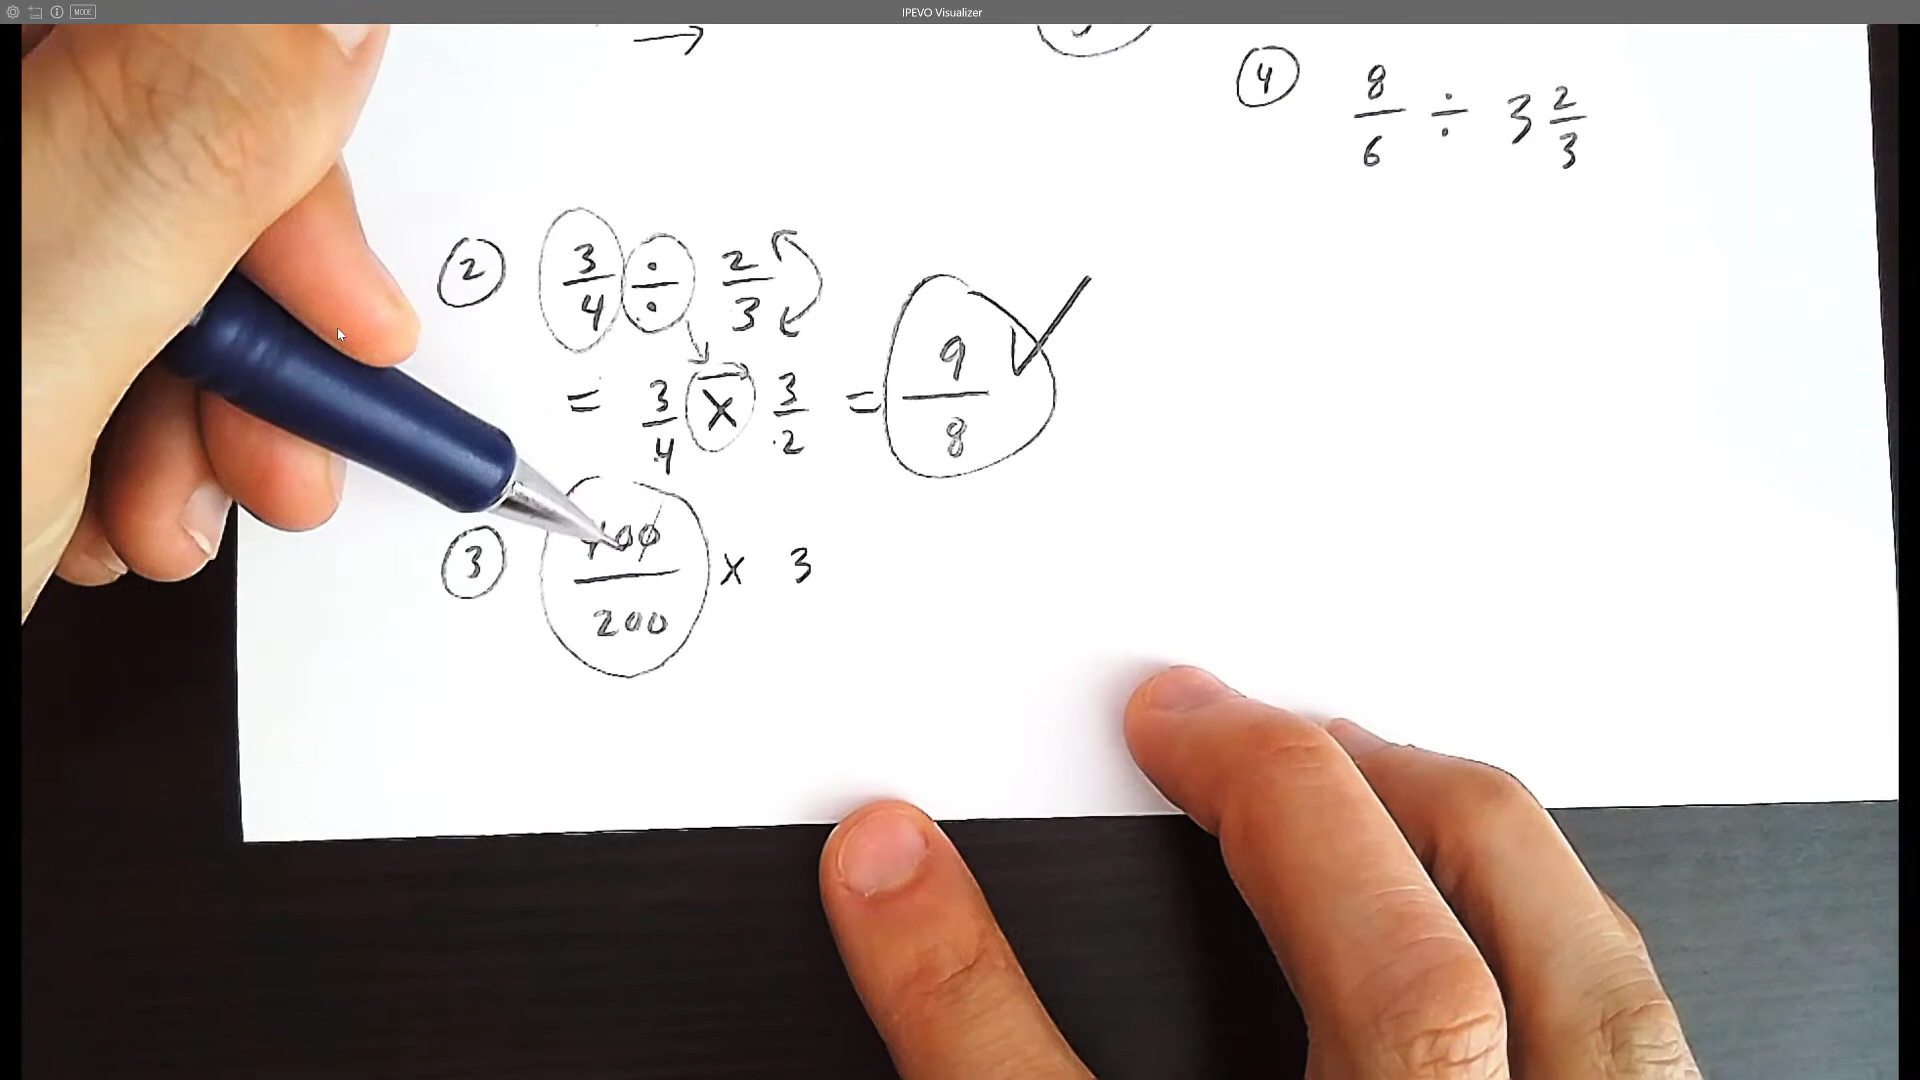 MODE
IPEVO Visualizer
② 3/4 ÷ 2/3
= 3/4 x 3/2 = 9/8 ✓
③ 400/200 x 3
④ 8/6 ÷ 3 2/3